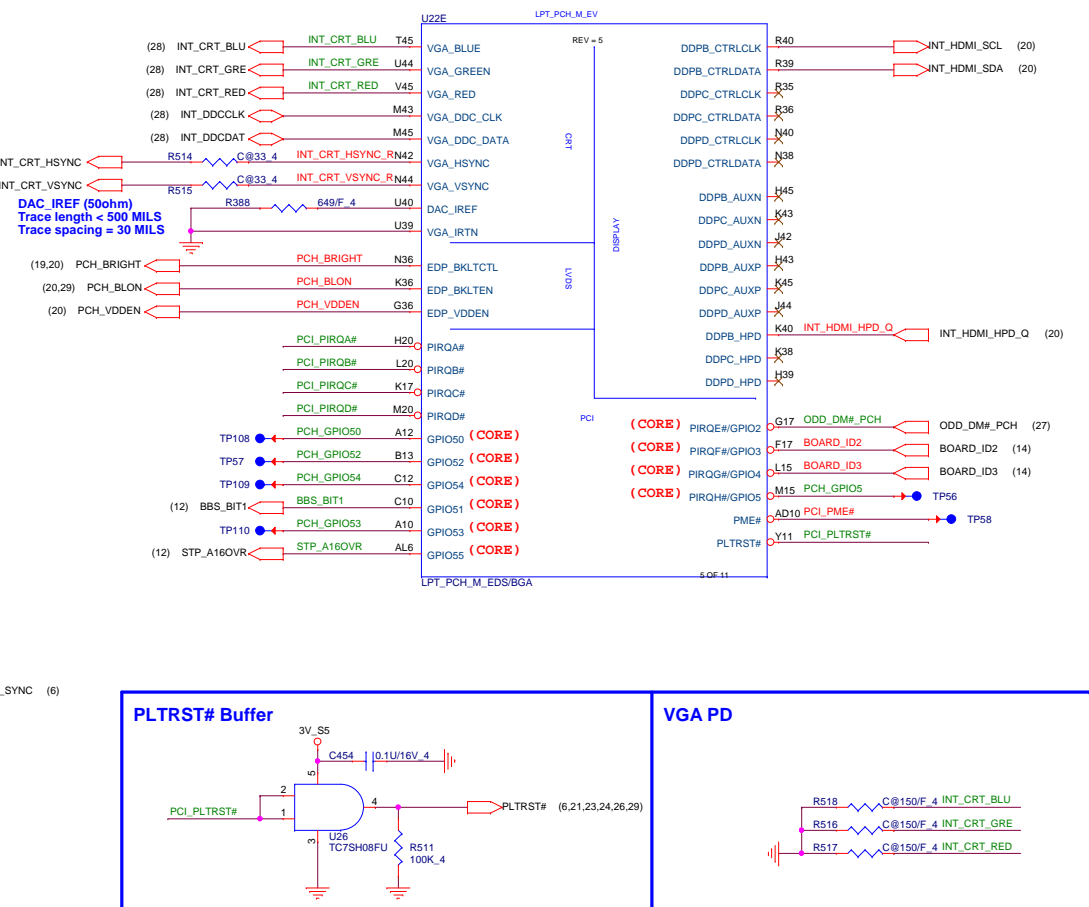 U22E LPT_PCH_M_EV
REV = 5
(28) INT_CRT_BLU INT_CRT_BLU T45 VGA_BLUE
(28) INT_CRT_GRE INT_CRT_GRE U44 VGA_GREEN
(28) INT_CRT_RED INT_CRT_RED V45 VGA_RED
(28) INT_DDCCLK M43 VGA_DDC_CLK
(28) INT_DDCDAT M45 VGA_DDC_DATA
NT_CRT_HSYNC R514 C@33_4 INT_CRT_HSYNC_R N42 VGA_HSYNC
NT_CRT_VSYNC R515 C@33_4 INT_CRT_VSYNC_R N44 VGA_VSYNC
DAC_IREF (50ohm)
Trace length < 500 MILS
Trace spacing = 30 MILS
R388 649/F_4 U40 DAC_IREF
U39 VGA_IRTN
(19,20) PCH_BRIGHT PCH_BRIGHT N36 EDP_BKLTCTL
(20,29) PCH_BLON PCH_BLON K36 EDP_BKLTEN
(20) PCH_VDDEN PCH_VDDEN G36 EDP_VDDEN
PCI_PIRQA# H20 PIRQA#
PCI_PIRQB# L20 PIRQB#
PCI_PIRQC# K17 PIRQC#
PCI_PIRQD# M20 PIRQD#
TP108 PCH_GPIO50 A12 GPIO50 (CORE)
TP57 PCH_GPIO52 B13 GPIO52 (CORE)
TP109 PCH_GPIO54 C12 GPIO54 (CORE)
(12) BBS_BIT1 BBS_BIT1 C10 GPIO51 (CORE)
TP110 PCH_GPIO53 A10 GPIO53 (CORE)
(12) STP_A16OVR STP_A16OVR AL6 GPIO55 (CORE)
LPT_PCH_M_EDS/BGA
CRT
DISPLAY
LVDS
PCI
DDPB_CTRLCLK R40 INT_HDMI_SCL (20)
DDPB_CTRLDATA R39 INT_HDMI_SDA (20)
DDPC_CTRLCLK R35
DDPC_CTRLDATA R36
DDPD_CTRLCLK N40
DDPD_CTRLDATA N38
DDPB_AUXN H45
DDPC_AUXN K43
DDPD_AUXN J42
DDPB_AUXP H43
DDPC_AUXP K45
DDPD_AUXP J44
DDPB_HPD K40 INT_HDMI_HPD_Q INT_HDMI_HPD_Q (20)
DDPC_HPD K38
DDPD_HPD H39
(CORE) PIRQE#/GPIO2 G17 ODD_DM#_PCH ODD_DM#_PCH (27)
(CORE) PIRQF#/GPIO3 F17 BOARD_ID2 BOARD_ID2 (14)
(CORE) PIRQG#/GPIO4 L15 BOARD_ID3 BOARD_ID3 (14)
(CORE) PIRQH#/GPIO5 M15 PCH_GPIO5 TP56
PME# AD10 PCI_PME# TP58
PLTRST# Y11 PCI_PLTRST#
5 OF 11
_SYNC (6)
PLTRST# Buffer
3V_S5
C454 0.1U/16V_4
5
2
PCI_PLTRST# 1
4 PLTRST# (6,21,23,24,26,29)
3
U26
TC7SH08FU
R511
100K_4
VGA PD
R518 C@150/F_4 INT_CRT_BLU
R516 C@150/F_4 INT_CRT_GRE
R517 C@150/F_4 INT_CRT_RED